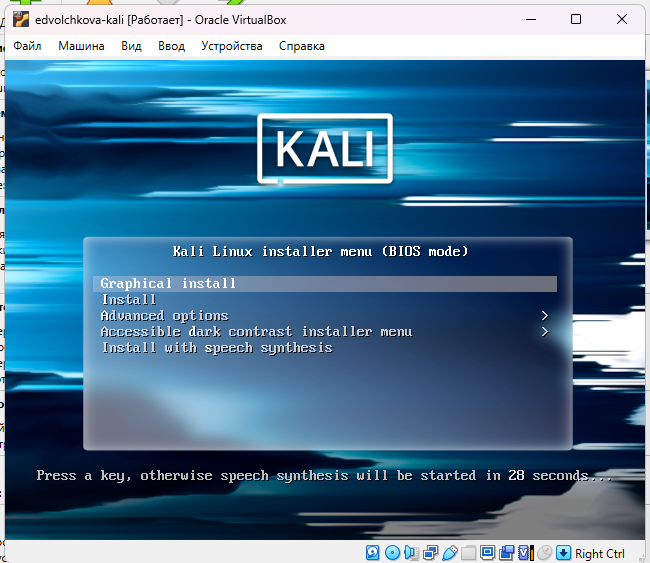 edvolchkova-kali [Работает] - Oracle VirtualBox
Файл Машина Вид Ввод Устройства Справка
KALI
Kali Linux installer menu (BIOS mode)
Graphical install
Install
Advanced options >
Accessible dark contrast installer menu >
Install with speech synthesis
Press a key, otherwise speech synthesis will be started in 28 seconds...
Right Ctrl